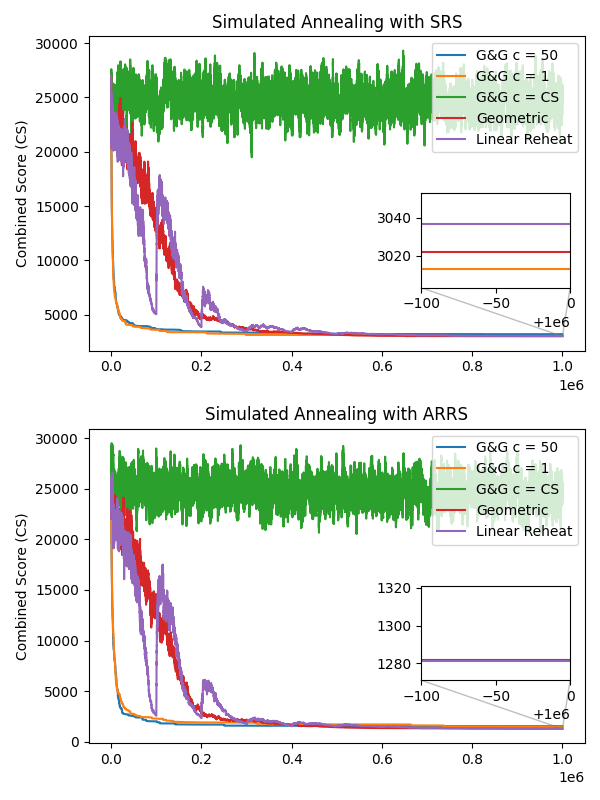 Simulated Annealing with SRS
30000
25000
20000
15000
10000
5000
Combined Score (CS)
G&G c = 50
G&G c = 1
G&G c = CS
Geometric
Linear Reheat
3040
3020
−100
−50
0
+1e6
0.0
0.2
0.4
0.6
0.8
1.0
1e6
Simulated Annealing with ARRS
30000
25000
20000
15000
10000
5000
0
Combined Score (CS)
G&G c = 50
G&G c = 1
G&G c = CS
Geometric
Linear Reheat
1320
1300
1280
−100
−50
0
+1e6
0.0
0.2
0.4
0.6
0.8
1.0
1e6